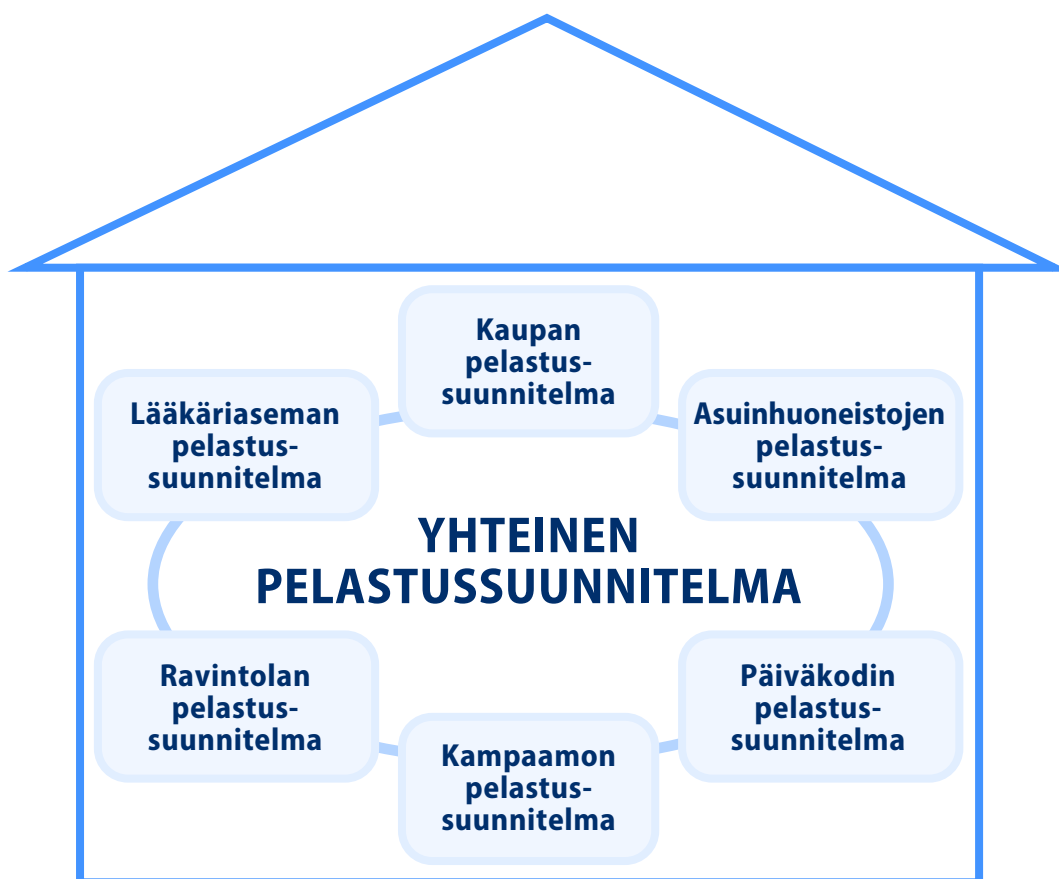 Kaupan
pelastus-
suunnitelma
Lääkäriaseman
pelastus-
suunnitelma
Asuinhuoneistojen
pelastus-
suunnitelma
YHTEINEN
PELASTUSSUUNNITELMA
Ravintolan
pelastus-
suunnitelma
Päiväkodin
pelastus-
suunnitelma
Kampaamon
pelastus-
suunnitelma